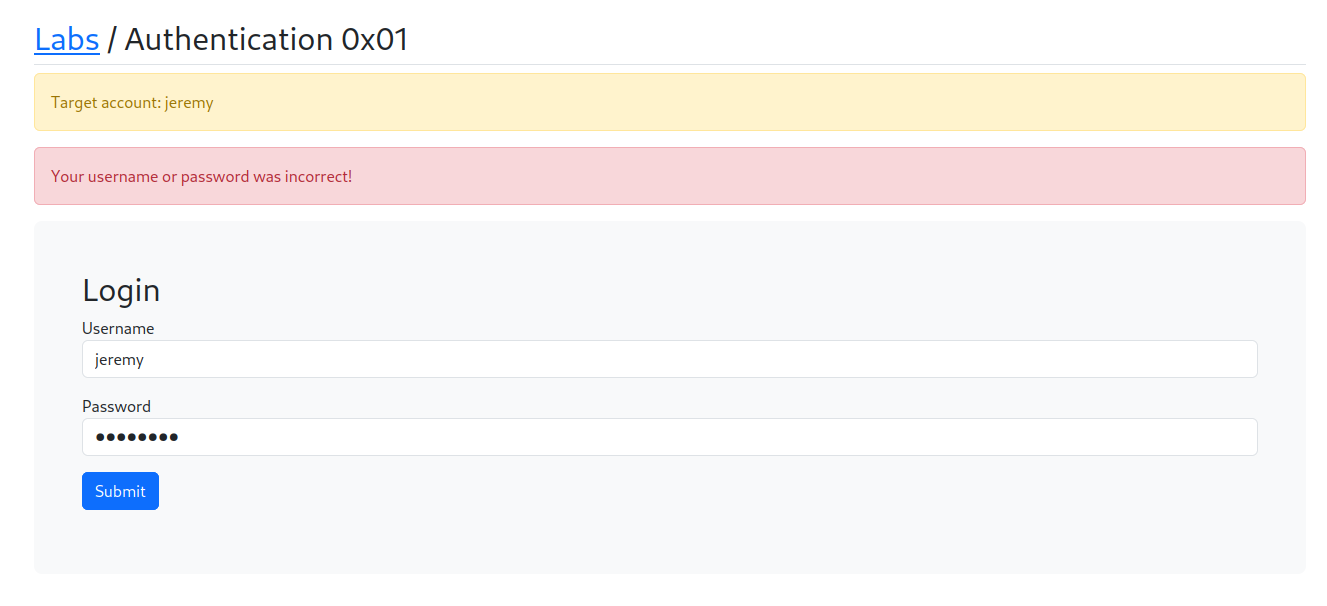 Labs / Authentication 0x01
Target account: jeremy
Your username or password was incorrect!
Login
Username
jeremy
Password
••••••••
Submit